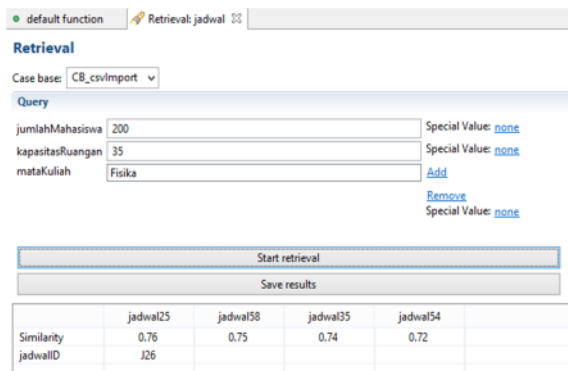 default function Retrieval: jadwal
Retrieval
Case base: CB_csvImport
Query
jumlahMahasiswa 200 Special Value: none
kapasitasRuangan 35 Special Value: none
mataKuliah Fisika Add
Remove
Special Value: none
Start retrieval
Save results
jadwal25 jadwal58 jadwal35 jadwal54
Similarity 0.76 0.75 0.74 0.72
jadwalID J26